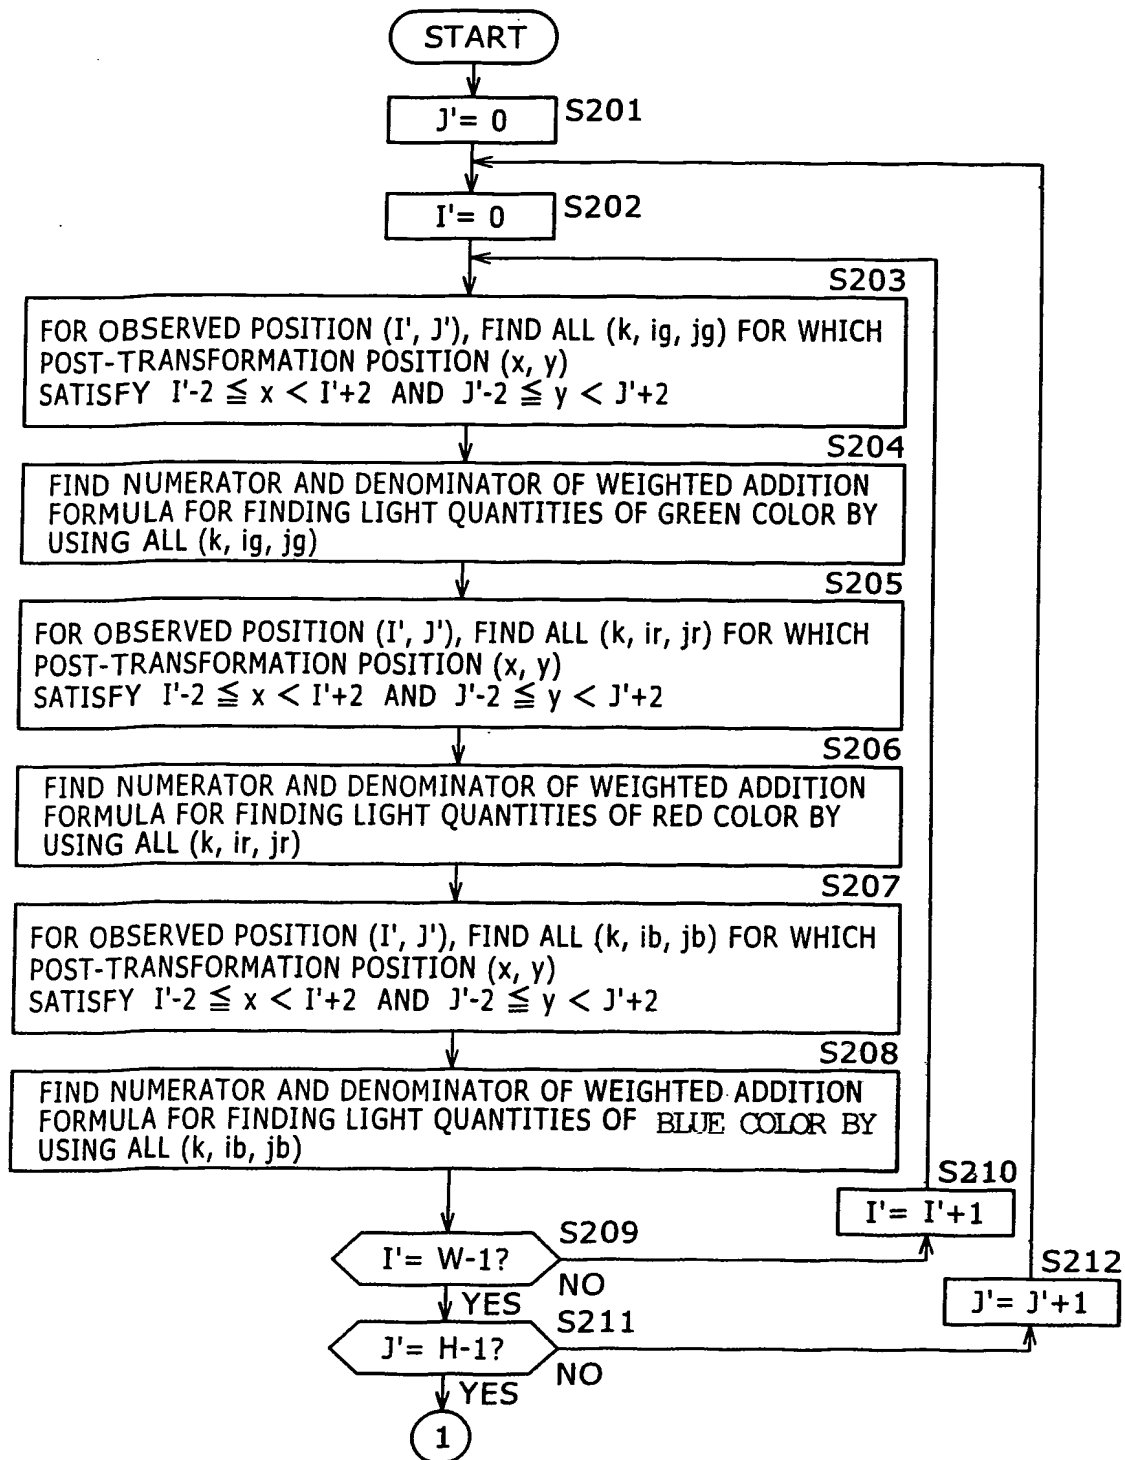 START
J'= 0
S201
I'= 0
S202
S203
FOR OBSERVED POSITION (I', J'), FIND ALL (k, ig, jg) FOR WHICH
POST-TRANSFORMATION POSITION (x, y)
SATISFY I'-2 ≦ x < I'+2 AND J'-2 ≦ y < J'+2
S204
FIND NUMERATOR AND DENOMINATOR OF WEIGHTED ADDITION
FORMULA FOR FINDING LIGHT QUANTITIES OF GREEN COLOR BY
USING ALL (k, ig, jg)
S205
FOR OBSERVED POSITION (I', J'), FIND ALL (k, ir, jr) FOR WHICH
POST-TRANSFORMATION POSITION (x, y)
SATISFY I'-2 ≦ x < I'+2 AND J'-2 ≦ y < J'+2
S206
FIND NUMERATOR AND DENOMINATOR OF WEIGHTED ADDITION
FORMULA FOR FINDING LIGHT QUANTITIES OF RED COLOR BY
USING ALL (k, ir, jr)
S207
FOR OBSERVED POSITION (I', J'), FIND ALL (k, ib, jb) FOR WHICH
POST-TRANSFORMATION POSITION (x, y)
SATISFY I'-2 ≦ x < I'+2 AND J'-2 ≦ y < J'+2
S208
FIND NUMERATOR AND DENOMINATOR OF WEIGHTED ADDITION
FORMULA FOR FINDING LIGHT QUANTITIES OF BLUE COLOR BY
USING ALL (k, ib, jb)
S210
I'= I'+1
S209
I'= W-1?
NO
YES
S212
J'= J'+1
S211
J'= H-1?
NO
YES
1